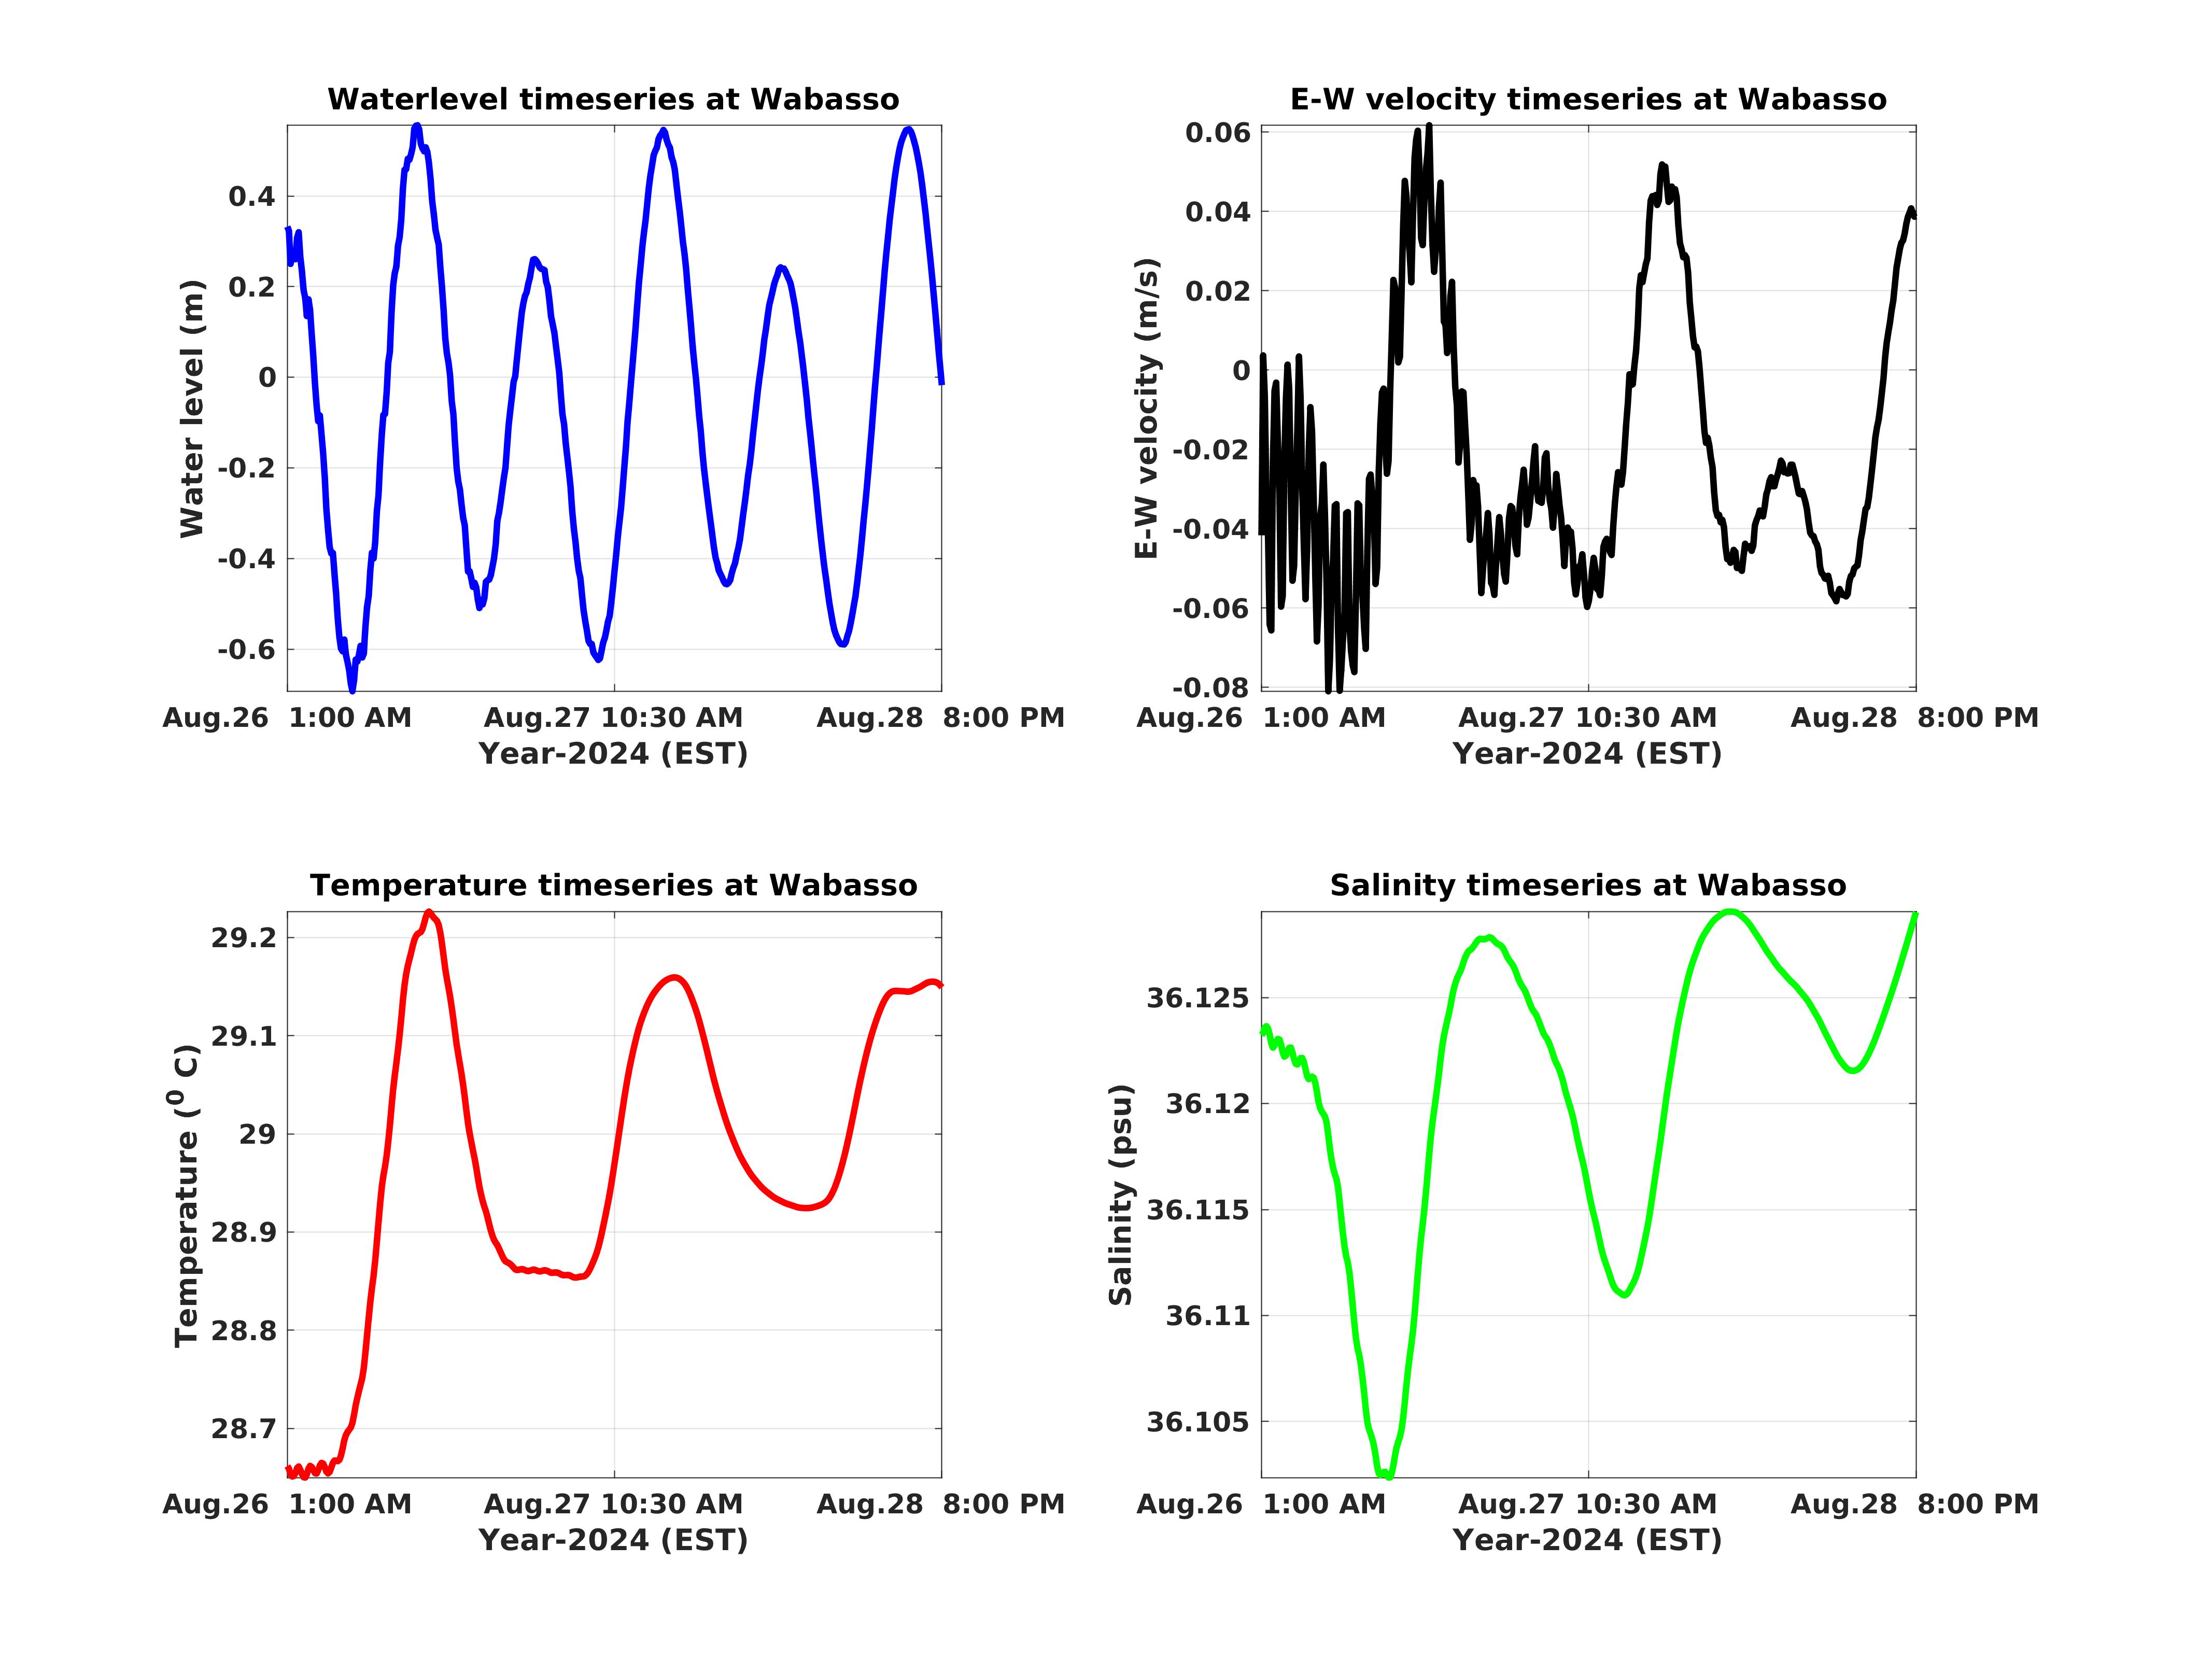 Waterlevel timeseries at Wabasso
Water level (m)
0.4
0.2
0
-0.2
-0.4
-0.6
Aug.26 1:00 AM
Aug.27 10:30 AM
Aug.28 8:00 PM
Year-2024 (EST)
E-W velocity timeseries at Wabasso
E-W velocity (m/s)
0.06
0.04
0.02
0
-0.02
-0.04
-0.06
-0.08
Aug.26 1:00 AM
Aug.27 10:30 AM
Aug.28 8:00 PM
Year-2024 (EST)
Temperature timeseries at Wabasso
Temperature (⁰ C)
29.2
29.1
29
28.9
28.8
28.7
Aug.26 1:00 AM
Aug.27 10:30 AM
Aug.28 8:00 PM
Year-2024 (EST)
Salinity timeseries at Wabasso
Salinity (psu)
36.125
36.12
36.115
36.11
36.105
Aug.26 1:00 AM
Aug.27 10:30 AM
Aug.28 8:00 PM
Year-2024 (EST)